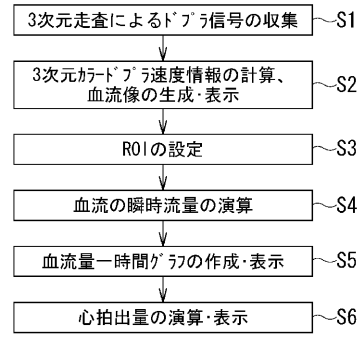 3次元走査によるﾄﾞﾌﾟﾗ信号の収集 S1
3次元ｶﾗｰﾄﾞﾌﾟﾗ速度情報の計算、
血流像の生成･表示 S2
ROIの設定 S3
血流の瞬時流量の演算 S4
血流量ー時間ｸﾞﾗﾌの作成･表示 S5
心拍出量の演算･表示 S6